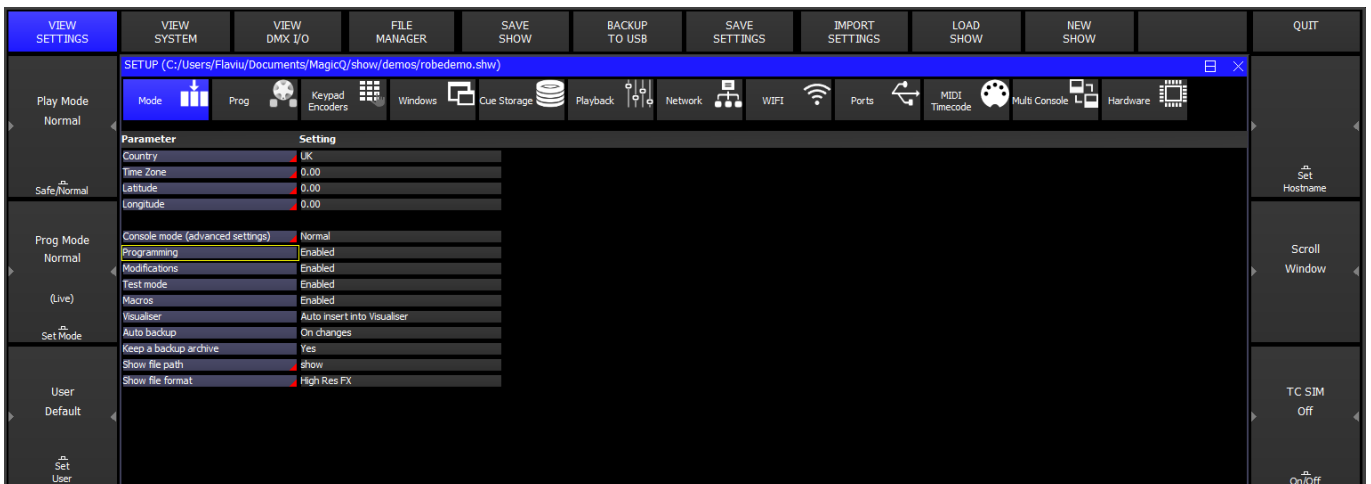 VIEW
SETTINGS
VIEW
SYSTEM
VIEW
DMX I/O
FILE
MANAGER
SAVE
SHOW
BACKUP
TO USB
SAVE
SETTINGS
IMPORT
SETTINGS
LOAD
SHOW
NEW
SHOW
QUIT
SETUP (C:/Users/Flaviu/Documents/MagicQ/show/demos/robedemo.shw)
Mode
Prog
Keypad
Encoders
Windows
Cue Storage
Playback
Network
WIFI
Ports
MIDI
Timecode
Multi Console
Hardware
Parameter Setting
Country UK
Time Zone 0.00
Latitude 0.00
Longitude 0.00
Console mode (advanced settings) Normal
Programming Enabled
Modifications Enabled
Test mode Enabled
Macros Enabled
Visualiser Auto insert into Visualiser
Auto backup On changes
Keep a backup archive Yes
Show file path show
Show file format High Res FX
Play Mode
Normal
Safe/Normal
Prog Mode
Normal
(Live)
Set Mode
User
Default
Set
User
Set
Hostname
Scroll
Window
TC SIM
Off
On/Off